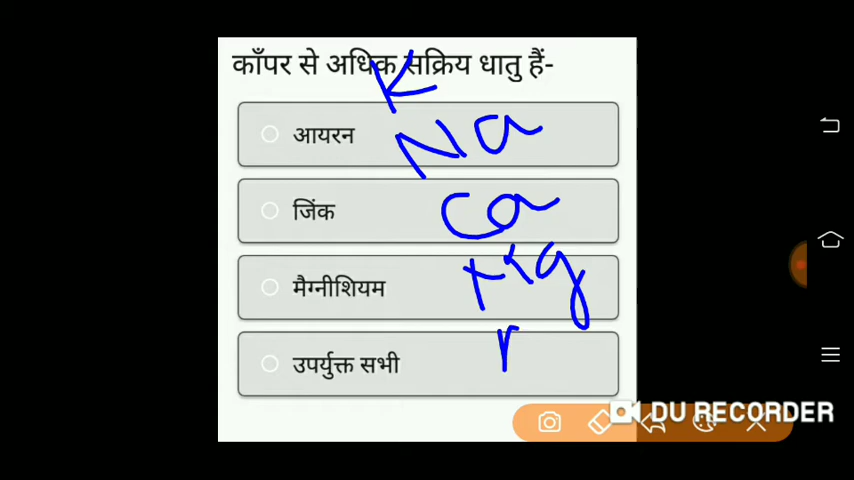 काँपर से अधिक सक्रिय धातु हैं-
K
आयरन
Na
जिंक
Ca
मैग्नीशियम
Mg
उपर्युक्त सभी
DU RECORDER